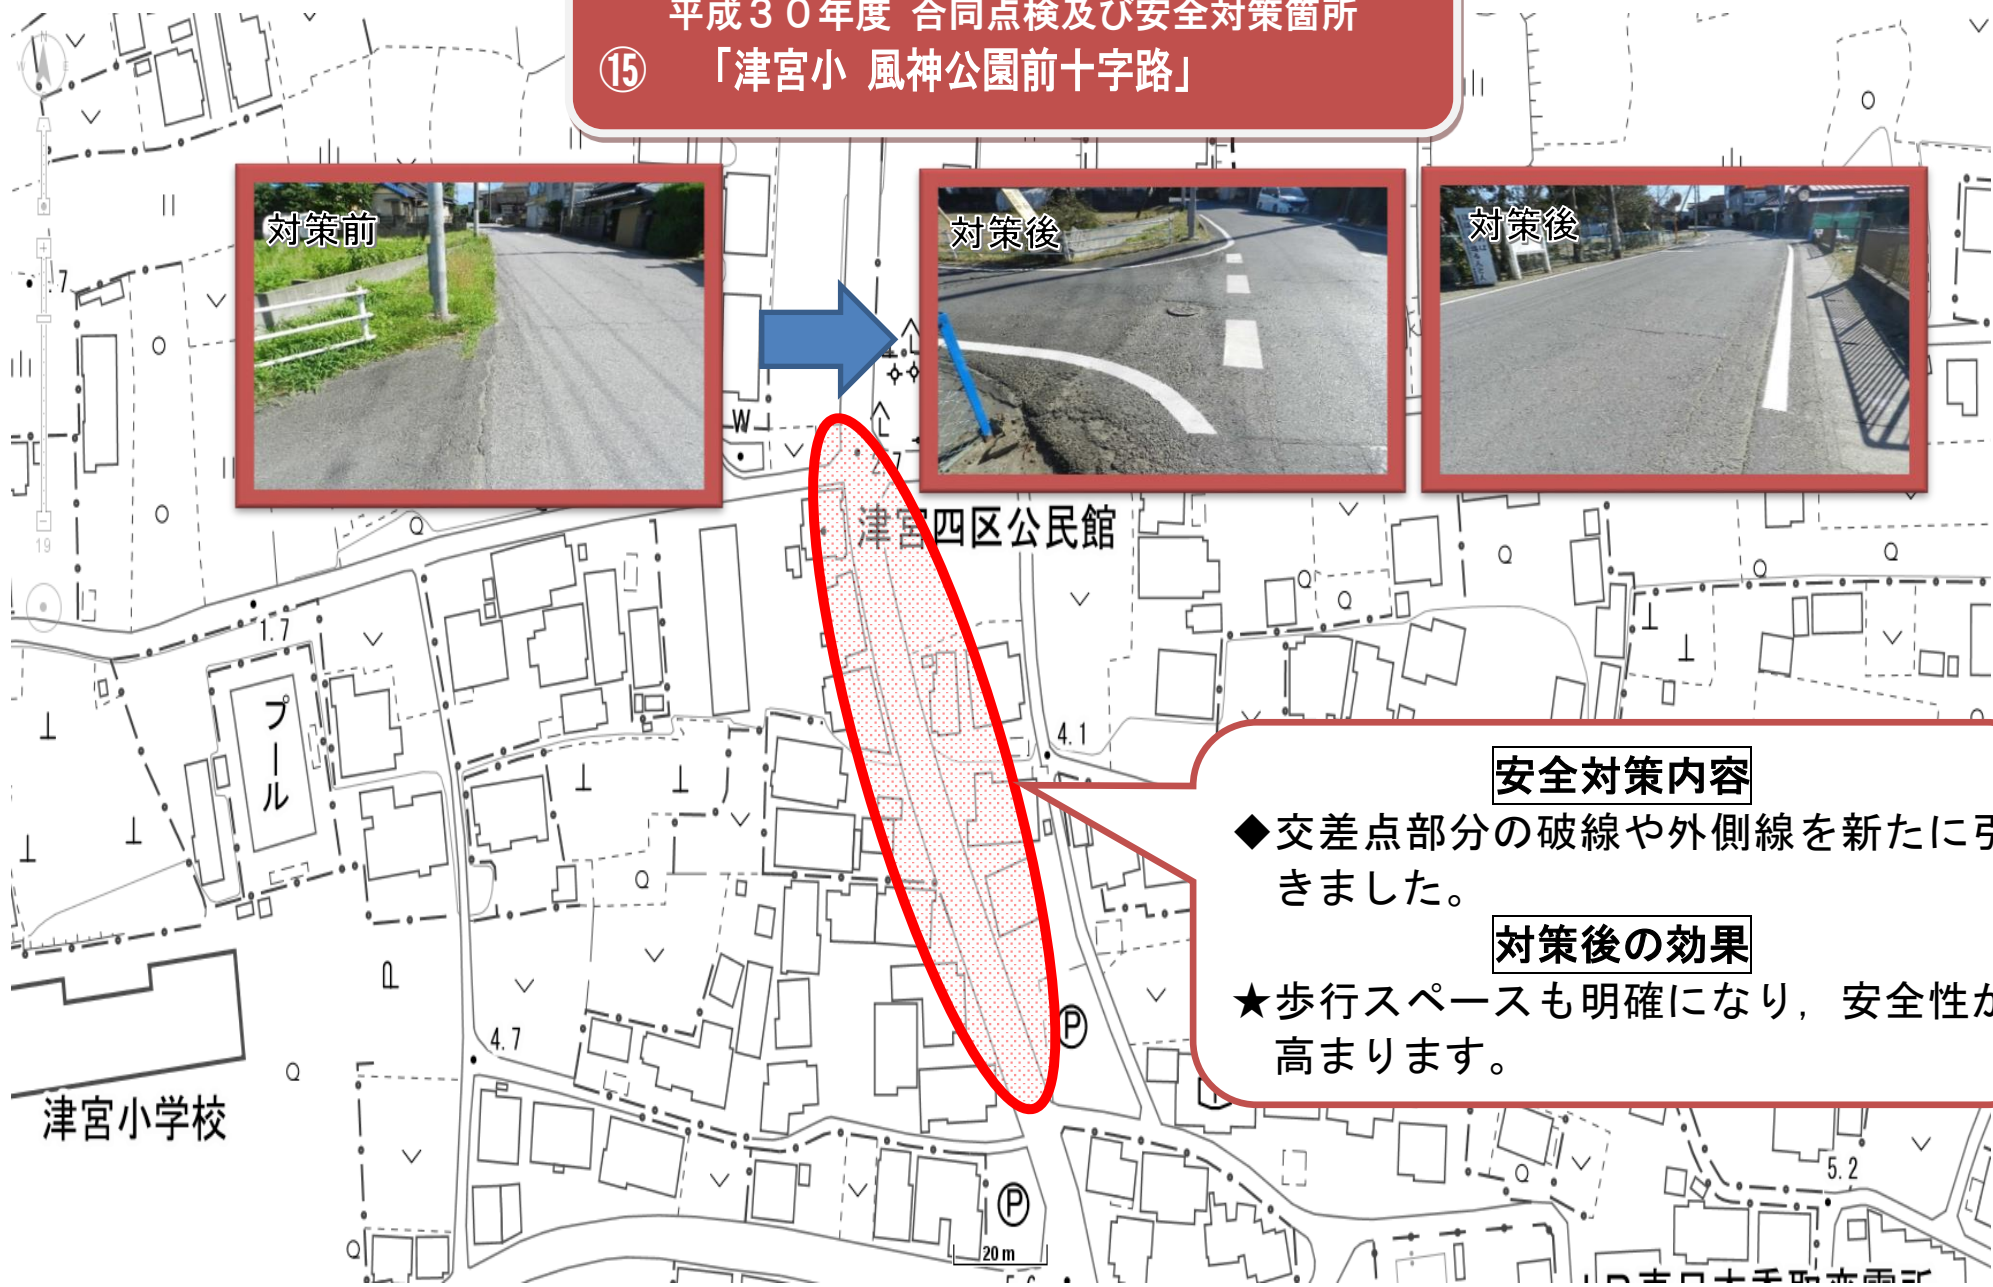 平成３０年度 合同点検及び安全対策箇所
⑮ 「津宮小 風神公園前十字路」
対策前
対策後
対策後
W
2.7
津宮四区公民館
1.7
プール
4.1
安全対策内容
◆交差点部分の破線や外側線を新たに引
きました。
対策後の効果
★歩行スペースも明確になり，安全性が
高まります。
P
4.7
津宮小学校
5.2
P
20 m
19
N